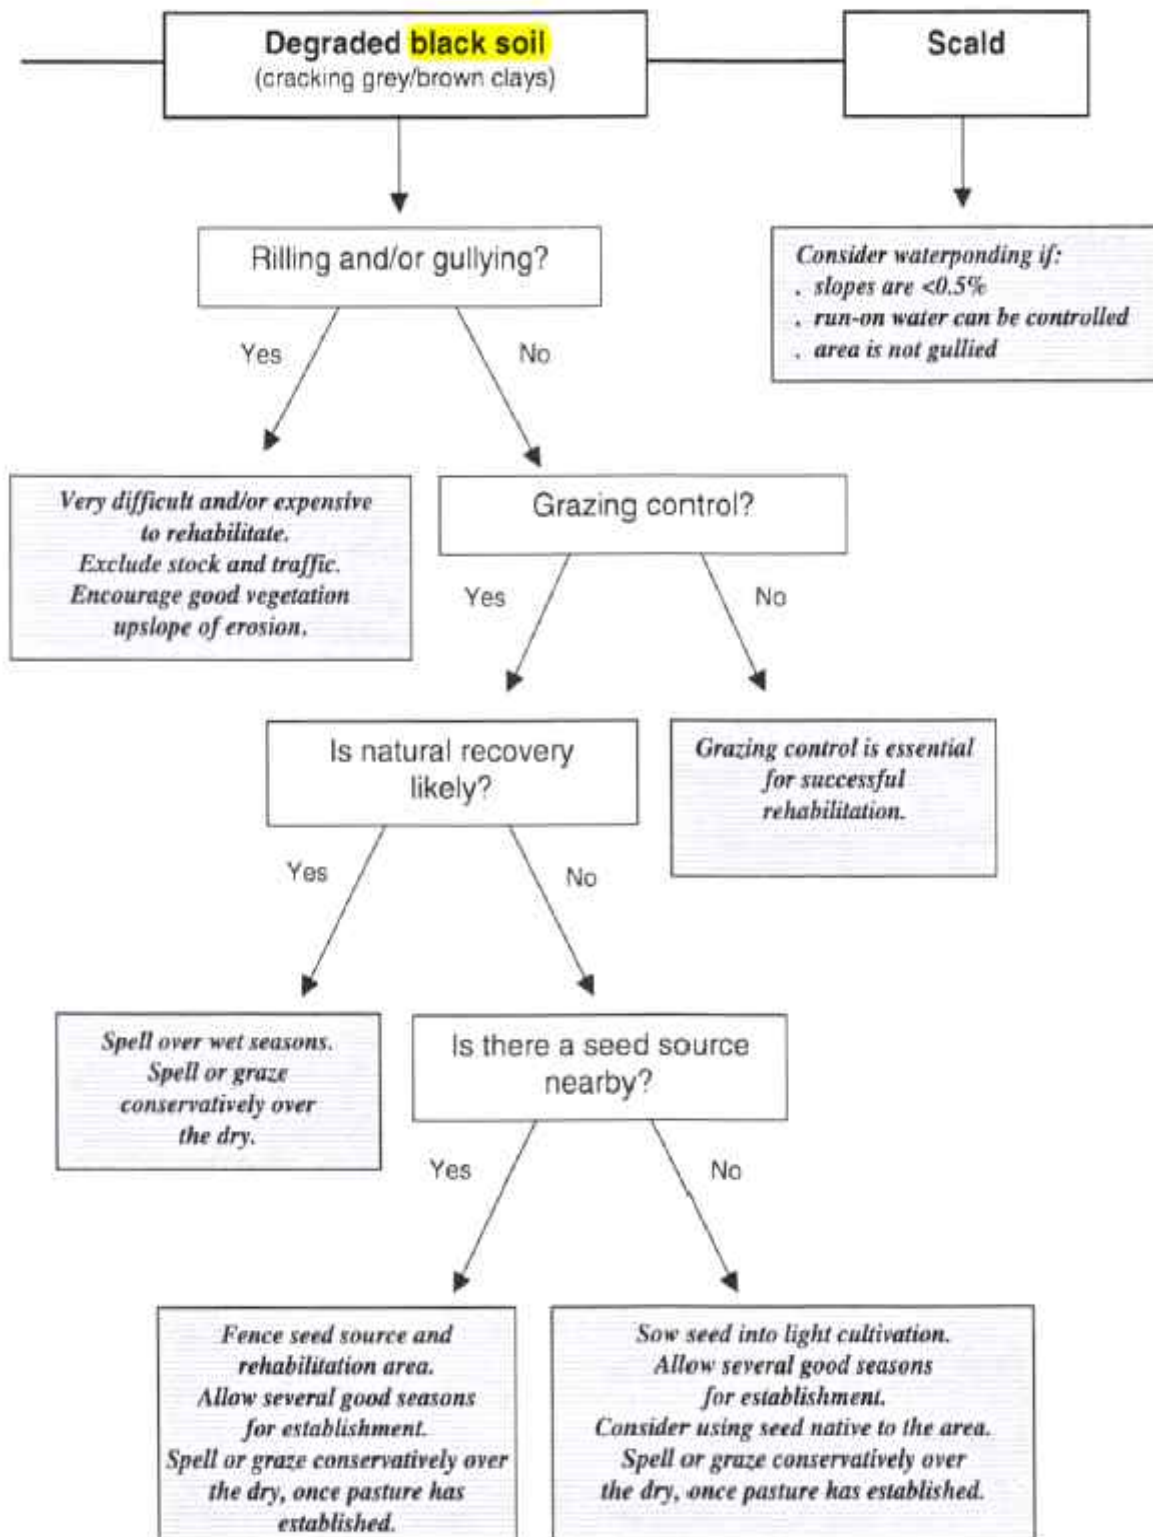 Degraded black soil
(cracking grey/brown clays)
Scald
Rilling and/or gullying?
Consider waterponding if:
. slopes are <0.5%
. run-on water can be controlled
. area is not gullied
Yes
No
Very difficult and/or expensive
to rehabilitate.
Exclude stock and traffic.
Encourage good vegetation
upslope of erosion.
Grazing control?
Yes
No
Is natural recovery
likely?
Grazing control is essential
for successful
rehabilitation.
Yes
No
Spell over wet seasons.
Spell or graze
conservatively over
the dry.
Is there a seed source
nearby?
Yes
No
Fence seed source and
rehabilitation area.
Allow several good seasons
for establishment.
Spell or graze conservatively over
the dry, once pasture has
established.
Sow seed into light cultivation.
Allow several good seasons
for establishment.
Consider using seed native to the area.
Spell or graze conservatively over
the dry, once pasture has established.